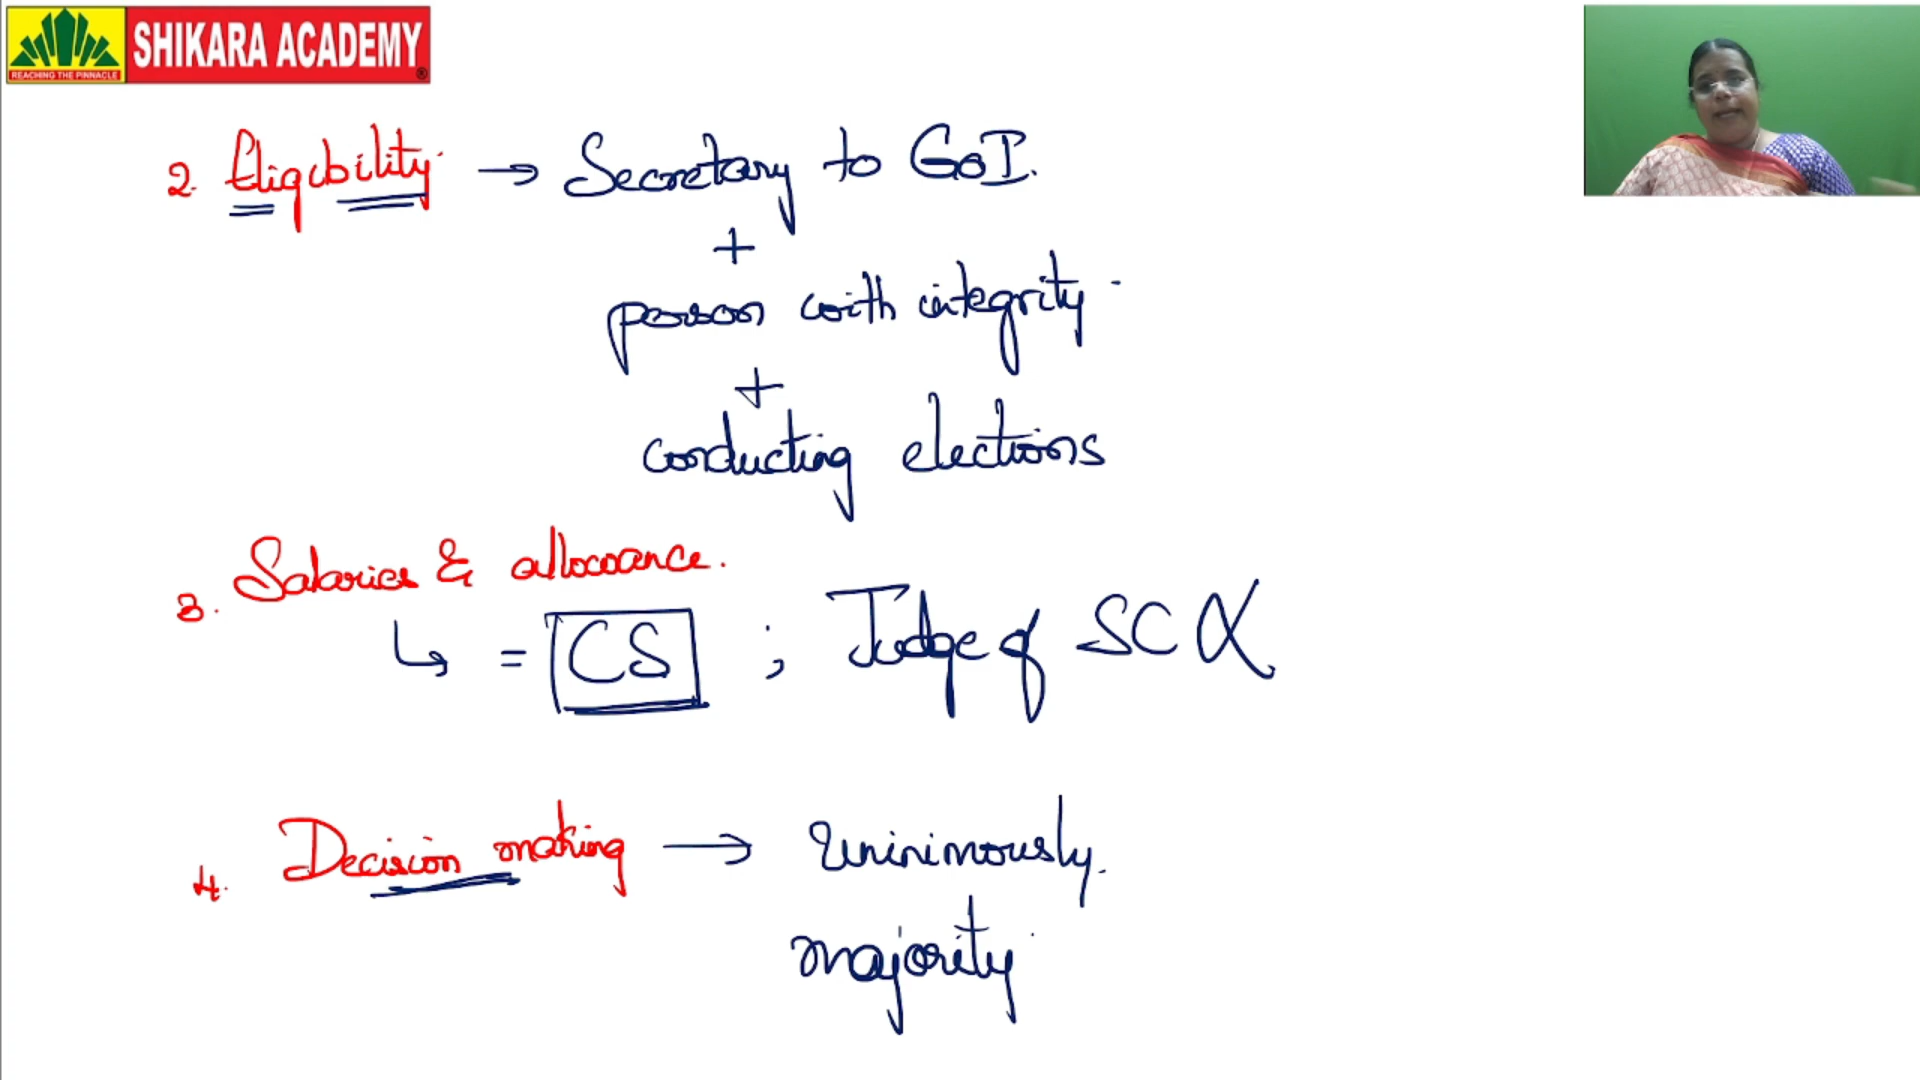 SHIKARA ACADEMY
REACHING THE PINNACLE
2. Eligibility → Secretary to GoI.
+
person with integrity
+
conducting elections
3. Salaries & allowance.
↳ = CS ; Judge of SC X
4. Decision making → Uninimously.
majority